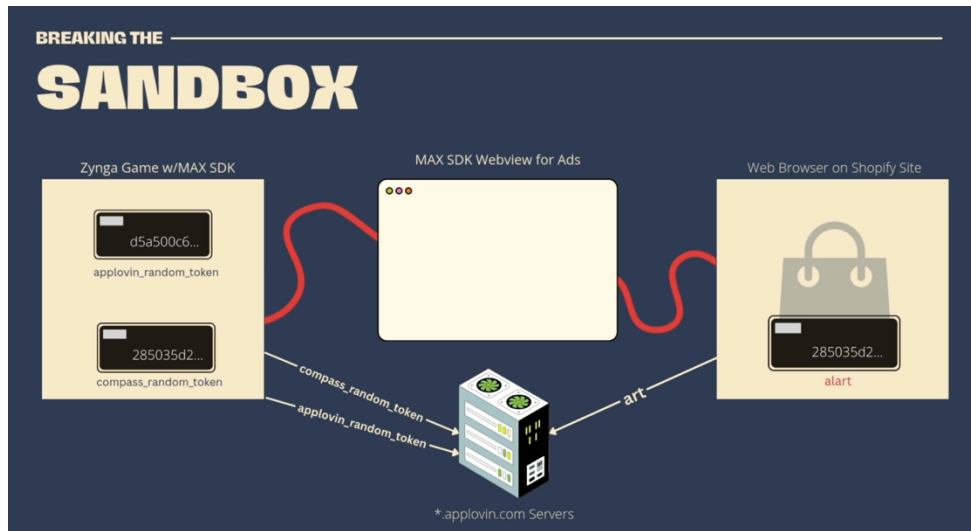 BREAKING THE
SANDBOX
Zynga Game w/MAX SDK
MAX SDK Webview for Ads
Web Browser on Shopify Site
d5a500c6...
applovin_random_token
285035d2...
compass_random_token
285035d2...
alart
compass_random_token
applovin_random_token
art
*.applovin.com Servers